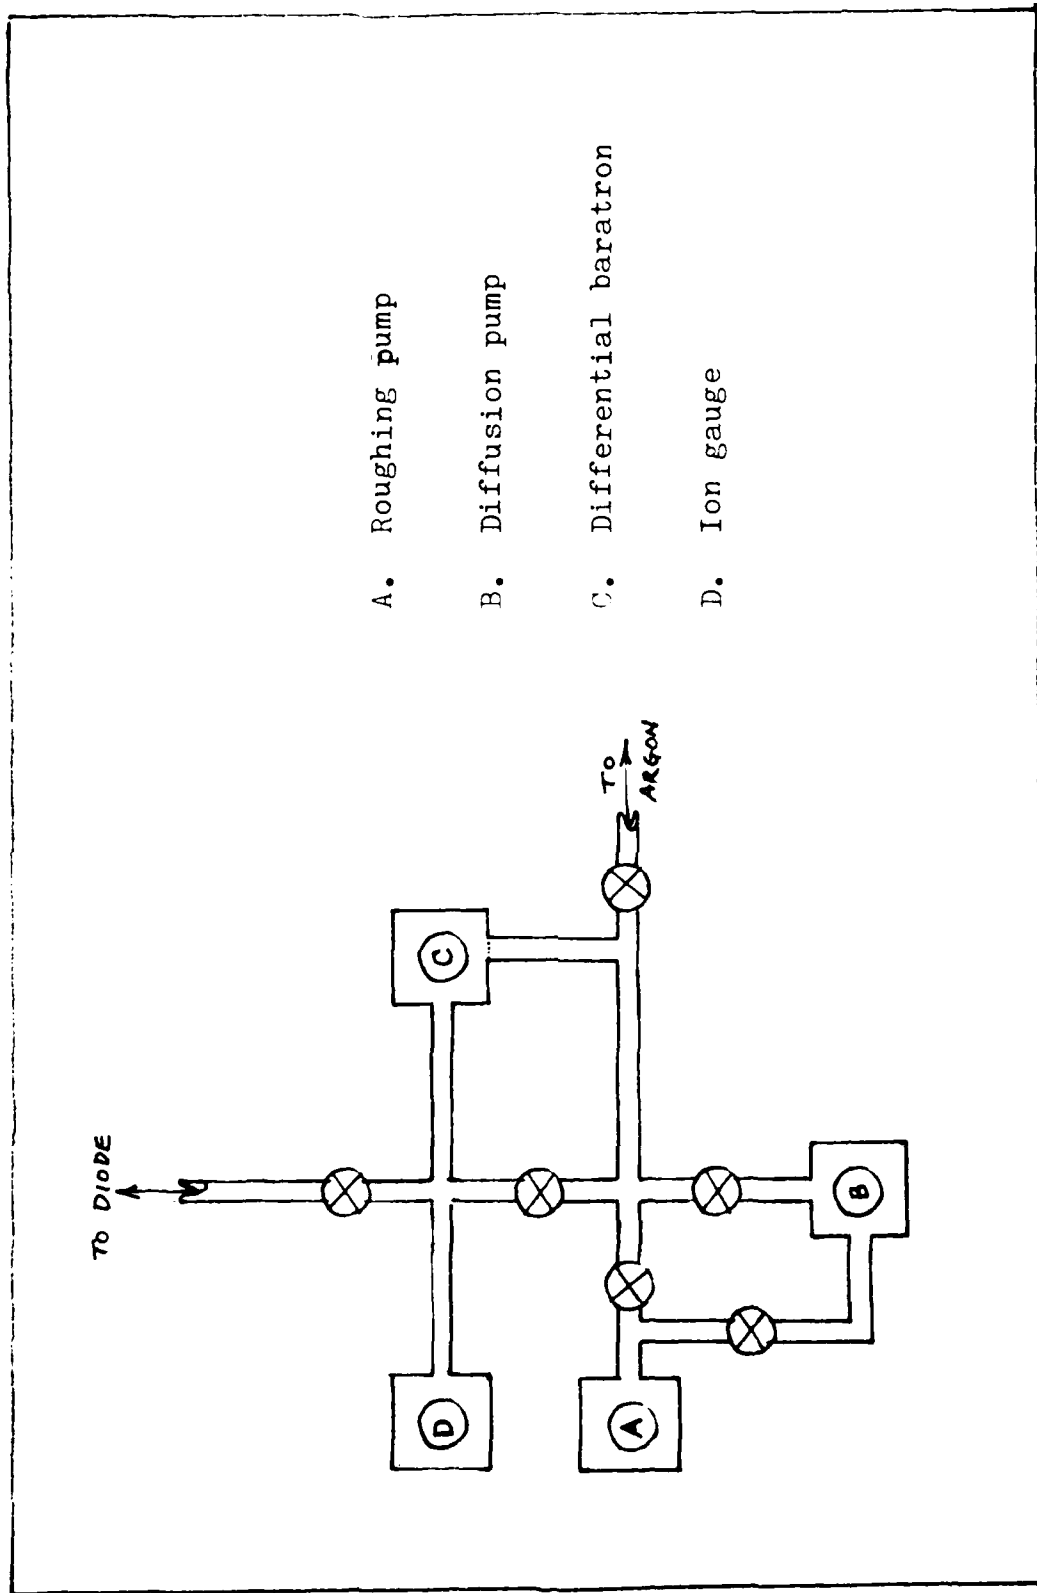 TO DIODE
D
C
TO
ARGON
A
B
A. Roughing pump
B. Diffusion pump
C. Differential baratron
D. Ion gauge